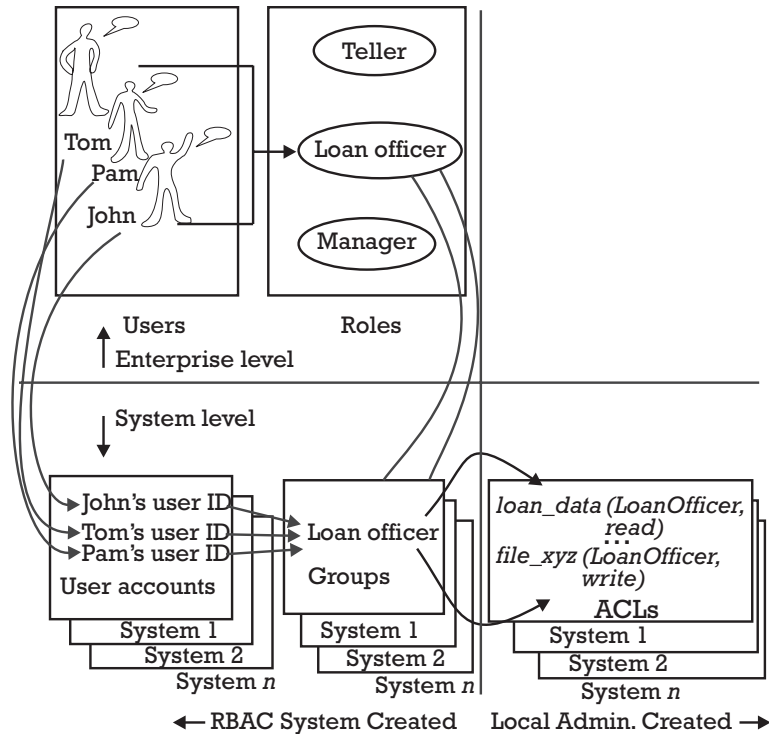 Teller
Tom
Loan officer
Pam
John
Manager
Users
Roles
Enterprise level
System level
John's user ID
Tom's user ID
Pam's user ID
User accounts
System 1
System 2
System n
Loan officer
Groups
System 1
System 2
System n
loan_data (LoanOfficer,
read)
...
file_xyz (LoanOfficer,
write)
ACLs
System 1
System 2
System n
RBAC System Created
Local Admin. Created